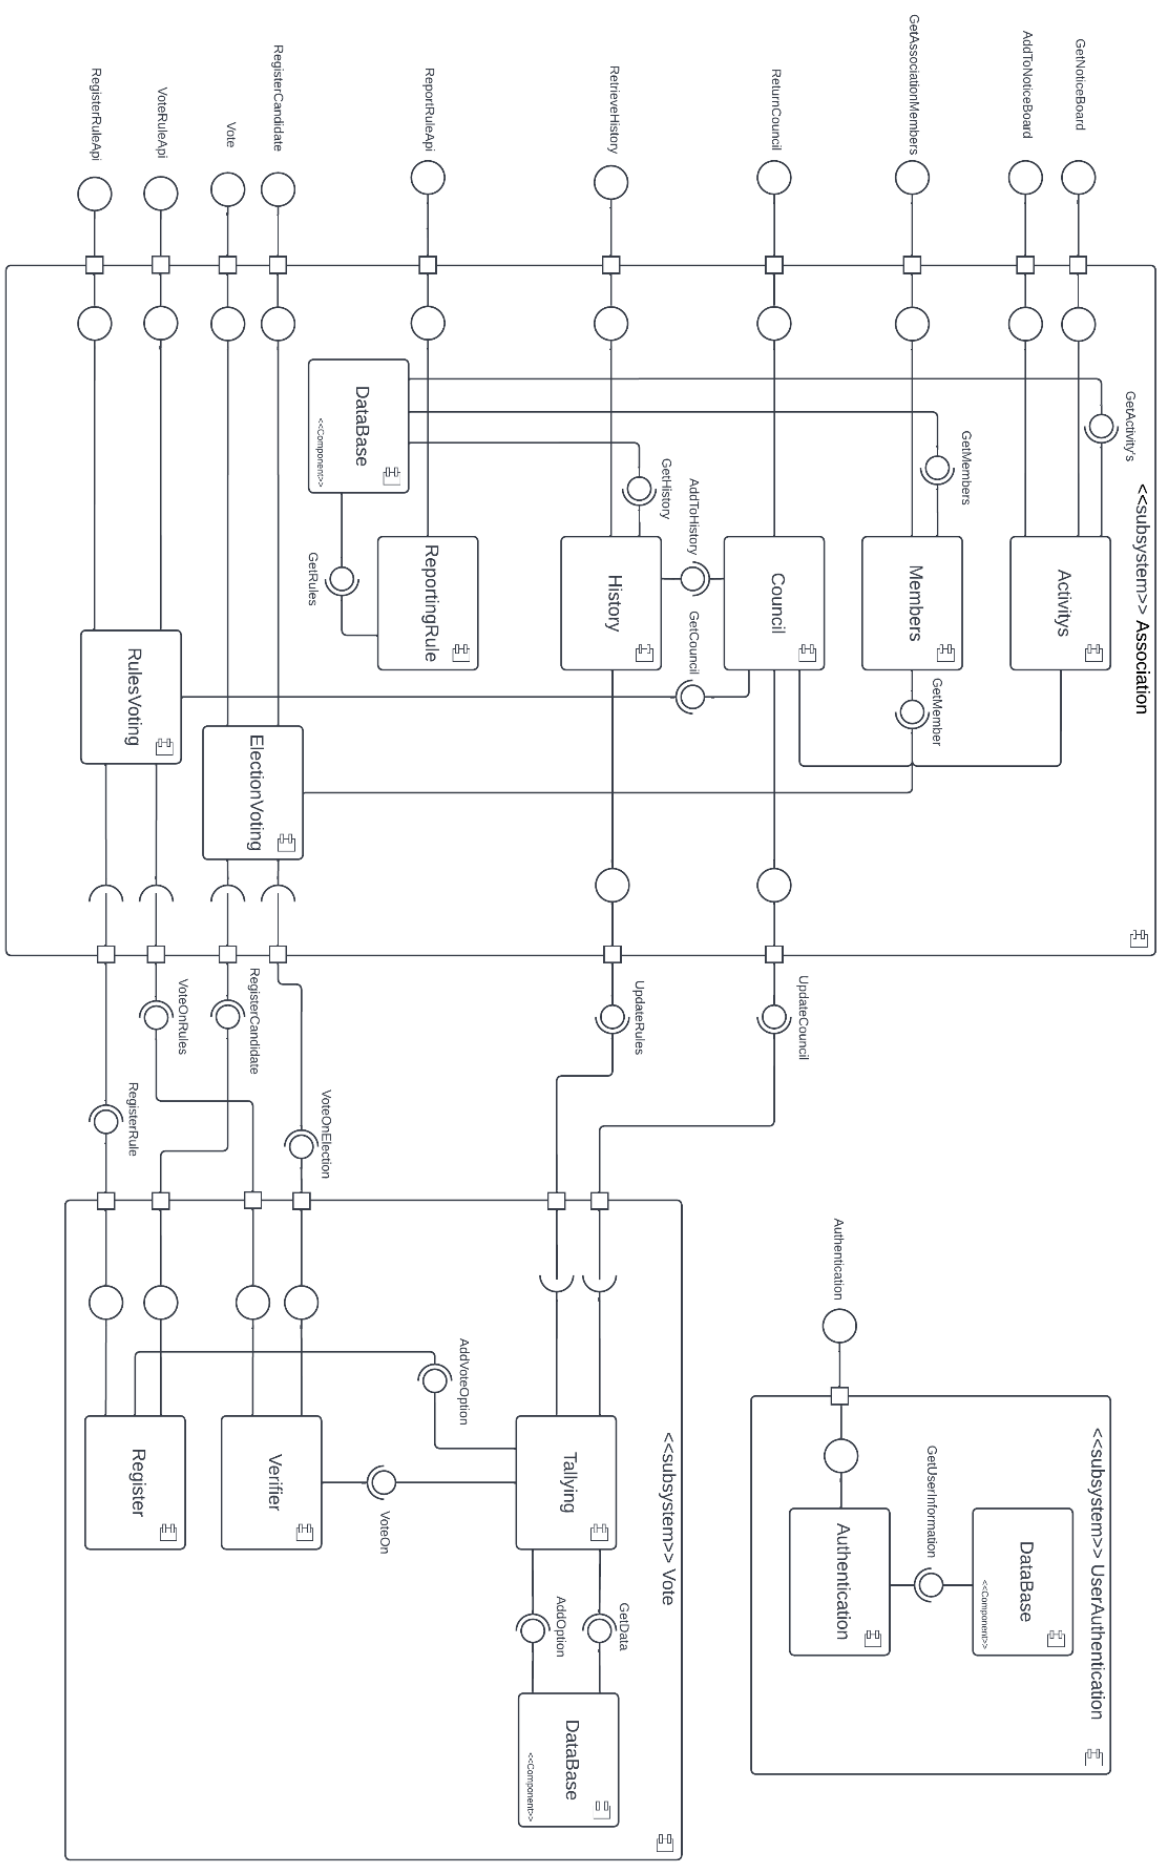 <<subsystem>> Association
GetNoticeBoard
AddToNoticeBoard
GetAssociationMembers
ReturnCouncil
RetrieveHistory
ReportRuleApi
RegisterCandidate
Vote
VoteRuleApi
RegisterRuleApi
GetActivity's
GetMembers
GetHistory
AddToHistory
DataBase
<<Component>>
GetRules
Activitys
Members
Council
History
ReportingRule
GetCouncil
GetMember
RulesVoting
ElectionVoting
UpdateCouncil
UpdateRules
RegisterCandidate
VoteOnRules
VoteOnElection
RegisterRule
<<subsystem>> UserAuthentication
Authentication
DataBase
<<Component>>
GetUserInformation
Authentication
<<subsystem>> Vote
AddVoteOption
Tallying
Verifier
Register
VoteOn
GetData
AddOption
DataBase
<<Component>>